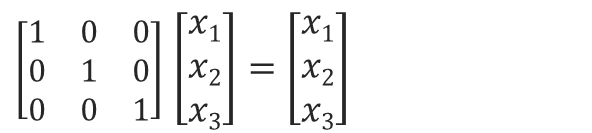 [1 0 0] [x₁] [x₁]
[0 1 0] [x₂] = [x₂]
[0 0 1] [x₃] [x₃]